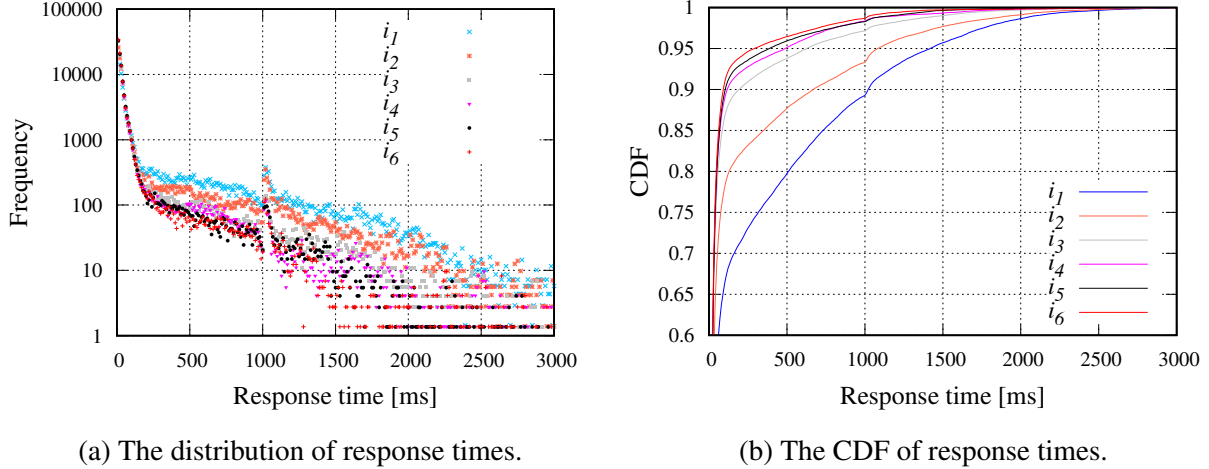 100000
10000
1000
100
10
1
Frequency
0 500 1000 1500 2000 2500 3000
Response time [ms]
i1
i2
i3
i4
i5
i6
(a) The distribution of response times.
1
0.95
0.9
0.85
0.8
0.75
0.7
0.65
0.6
CDF
0 500 1000 1500 2000 2500 3000
Response time [ms]
i1
i2
i3
i4
i5
i6
(b) The CDF of response times.